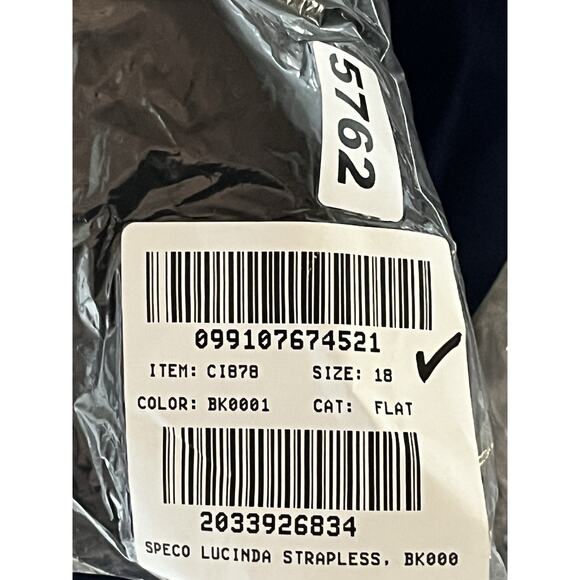 5762
099107674521
ITEM: CI878 SIZE: 18
COLOR: BK0001 CAT: FLAT
2033926834
SPECO LUCINDA STRAPLESS, BK000